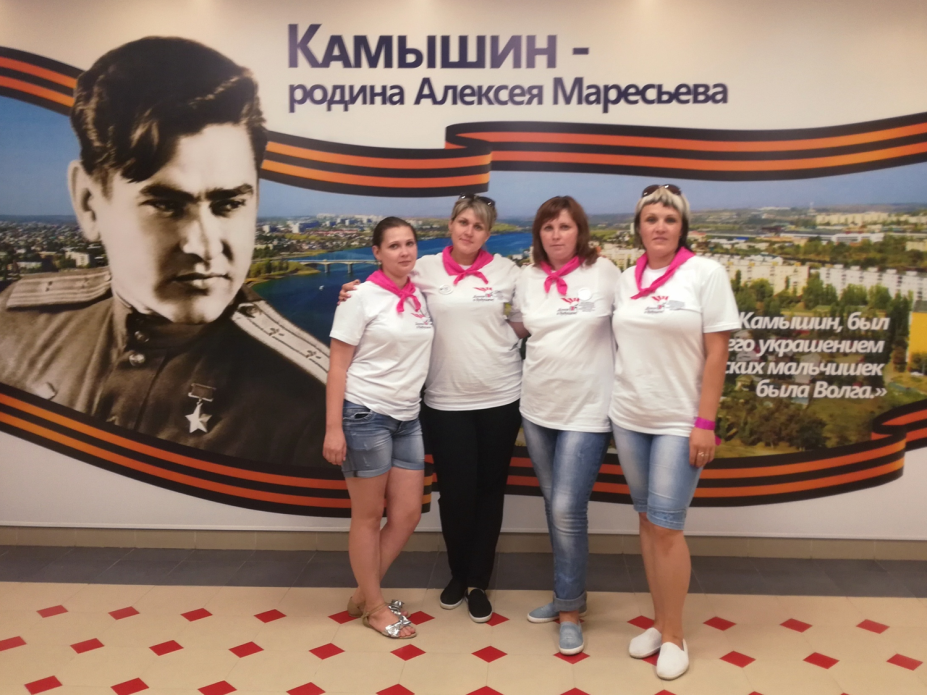 Камышин -
родина Алексея Маресьева
Камышин, был
его украшением
ских мальчишек
была Волга.»